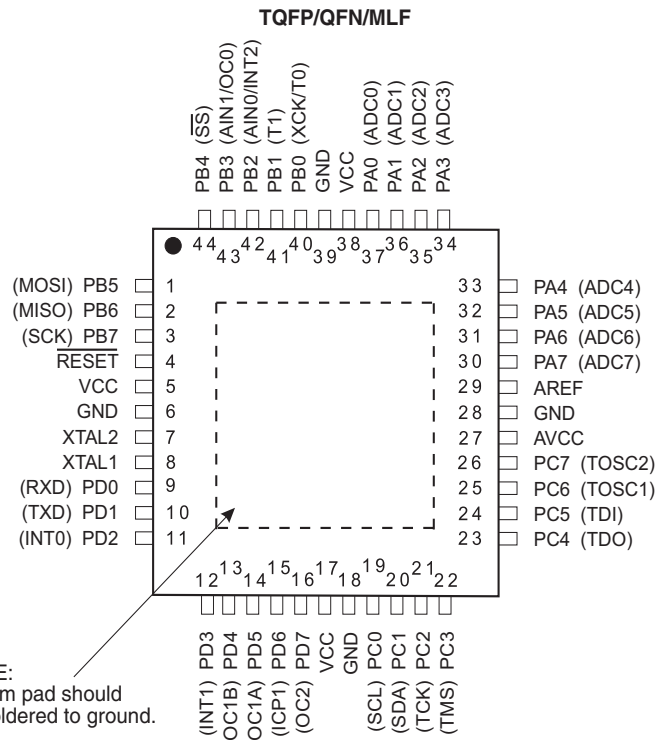 TQFP/QFN/MLF
PB4 (SS)
PB3 (AIN1/OC0)
PB2 (AIN0/INT2)
PB1 (T1)
PB0 (XCK/T0)
GND
VCC
PA0 (ADC0)
PA1 (ADC1)
PA2 (ADC2)
PA3 (ADC3)
44 43 42 41 40 39 38 37 36 35 34
(MOSI) PB5 1
(MISO) PB6 2
(SCK) PB7 3
RESET 4
VCC 5
GND 6
XTAL2 7
XTAL1 8
(RXD) PD0 9
(TXD) PD1 10
(INT0) PD2 11
33 PA4 (ADC4)
32 PA5 (ADC5)
31 PA6 (ADC6)
30 PA7 (ADC7)
29 AREF
28 GND
27 AVCC
26 PC7 (TOSC2)
25 PC6 (TOSC1)
24 PC5 (TDI)
23 PC4 (TDO)
12 13 14 15 16 17 18 19 20 21 22
(INT1) PD3
OC1B) PD4
OC1A) PD5
(ICP1) PD6
(OC2) PD7
VCC
GND
(SCL) PC0
(SDA) PC1
(TCK) PC2
(TMS) PC3
E:
m pad should
oldered to ground.